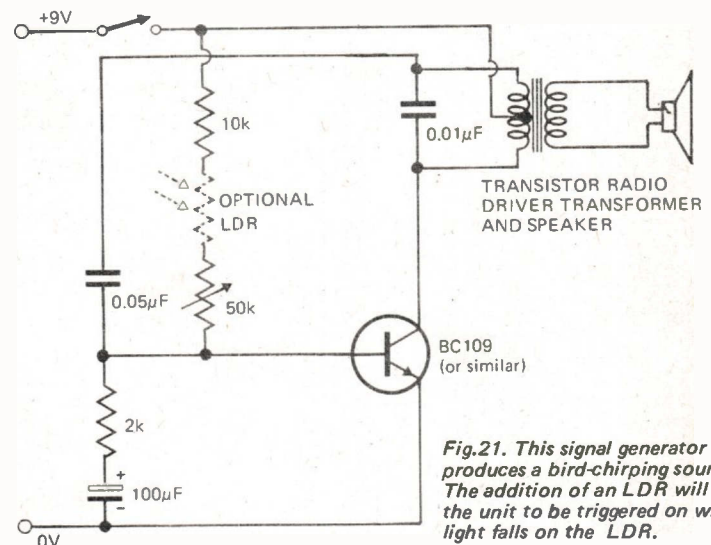 +9V
10k
0.01µF
OPTIONAL
LDR
TRANSISTOR RADIO
DRIVER TRANSFORMER
AND SPEAKER
0.05µF
50k
BC109
(or similar)
2k
+
100µF
−
0V
Fig.21. This signal generator
produces a bird-chirping
The addition of an LDR will
the unit to be triggered on
light falls on the LDR.